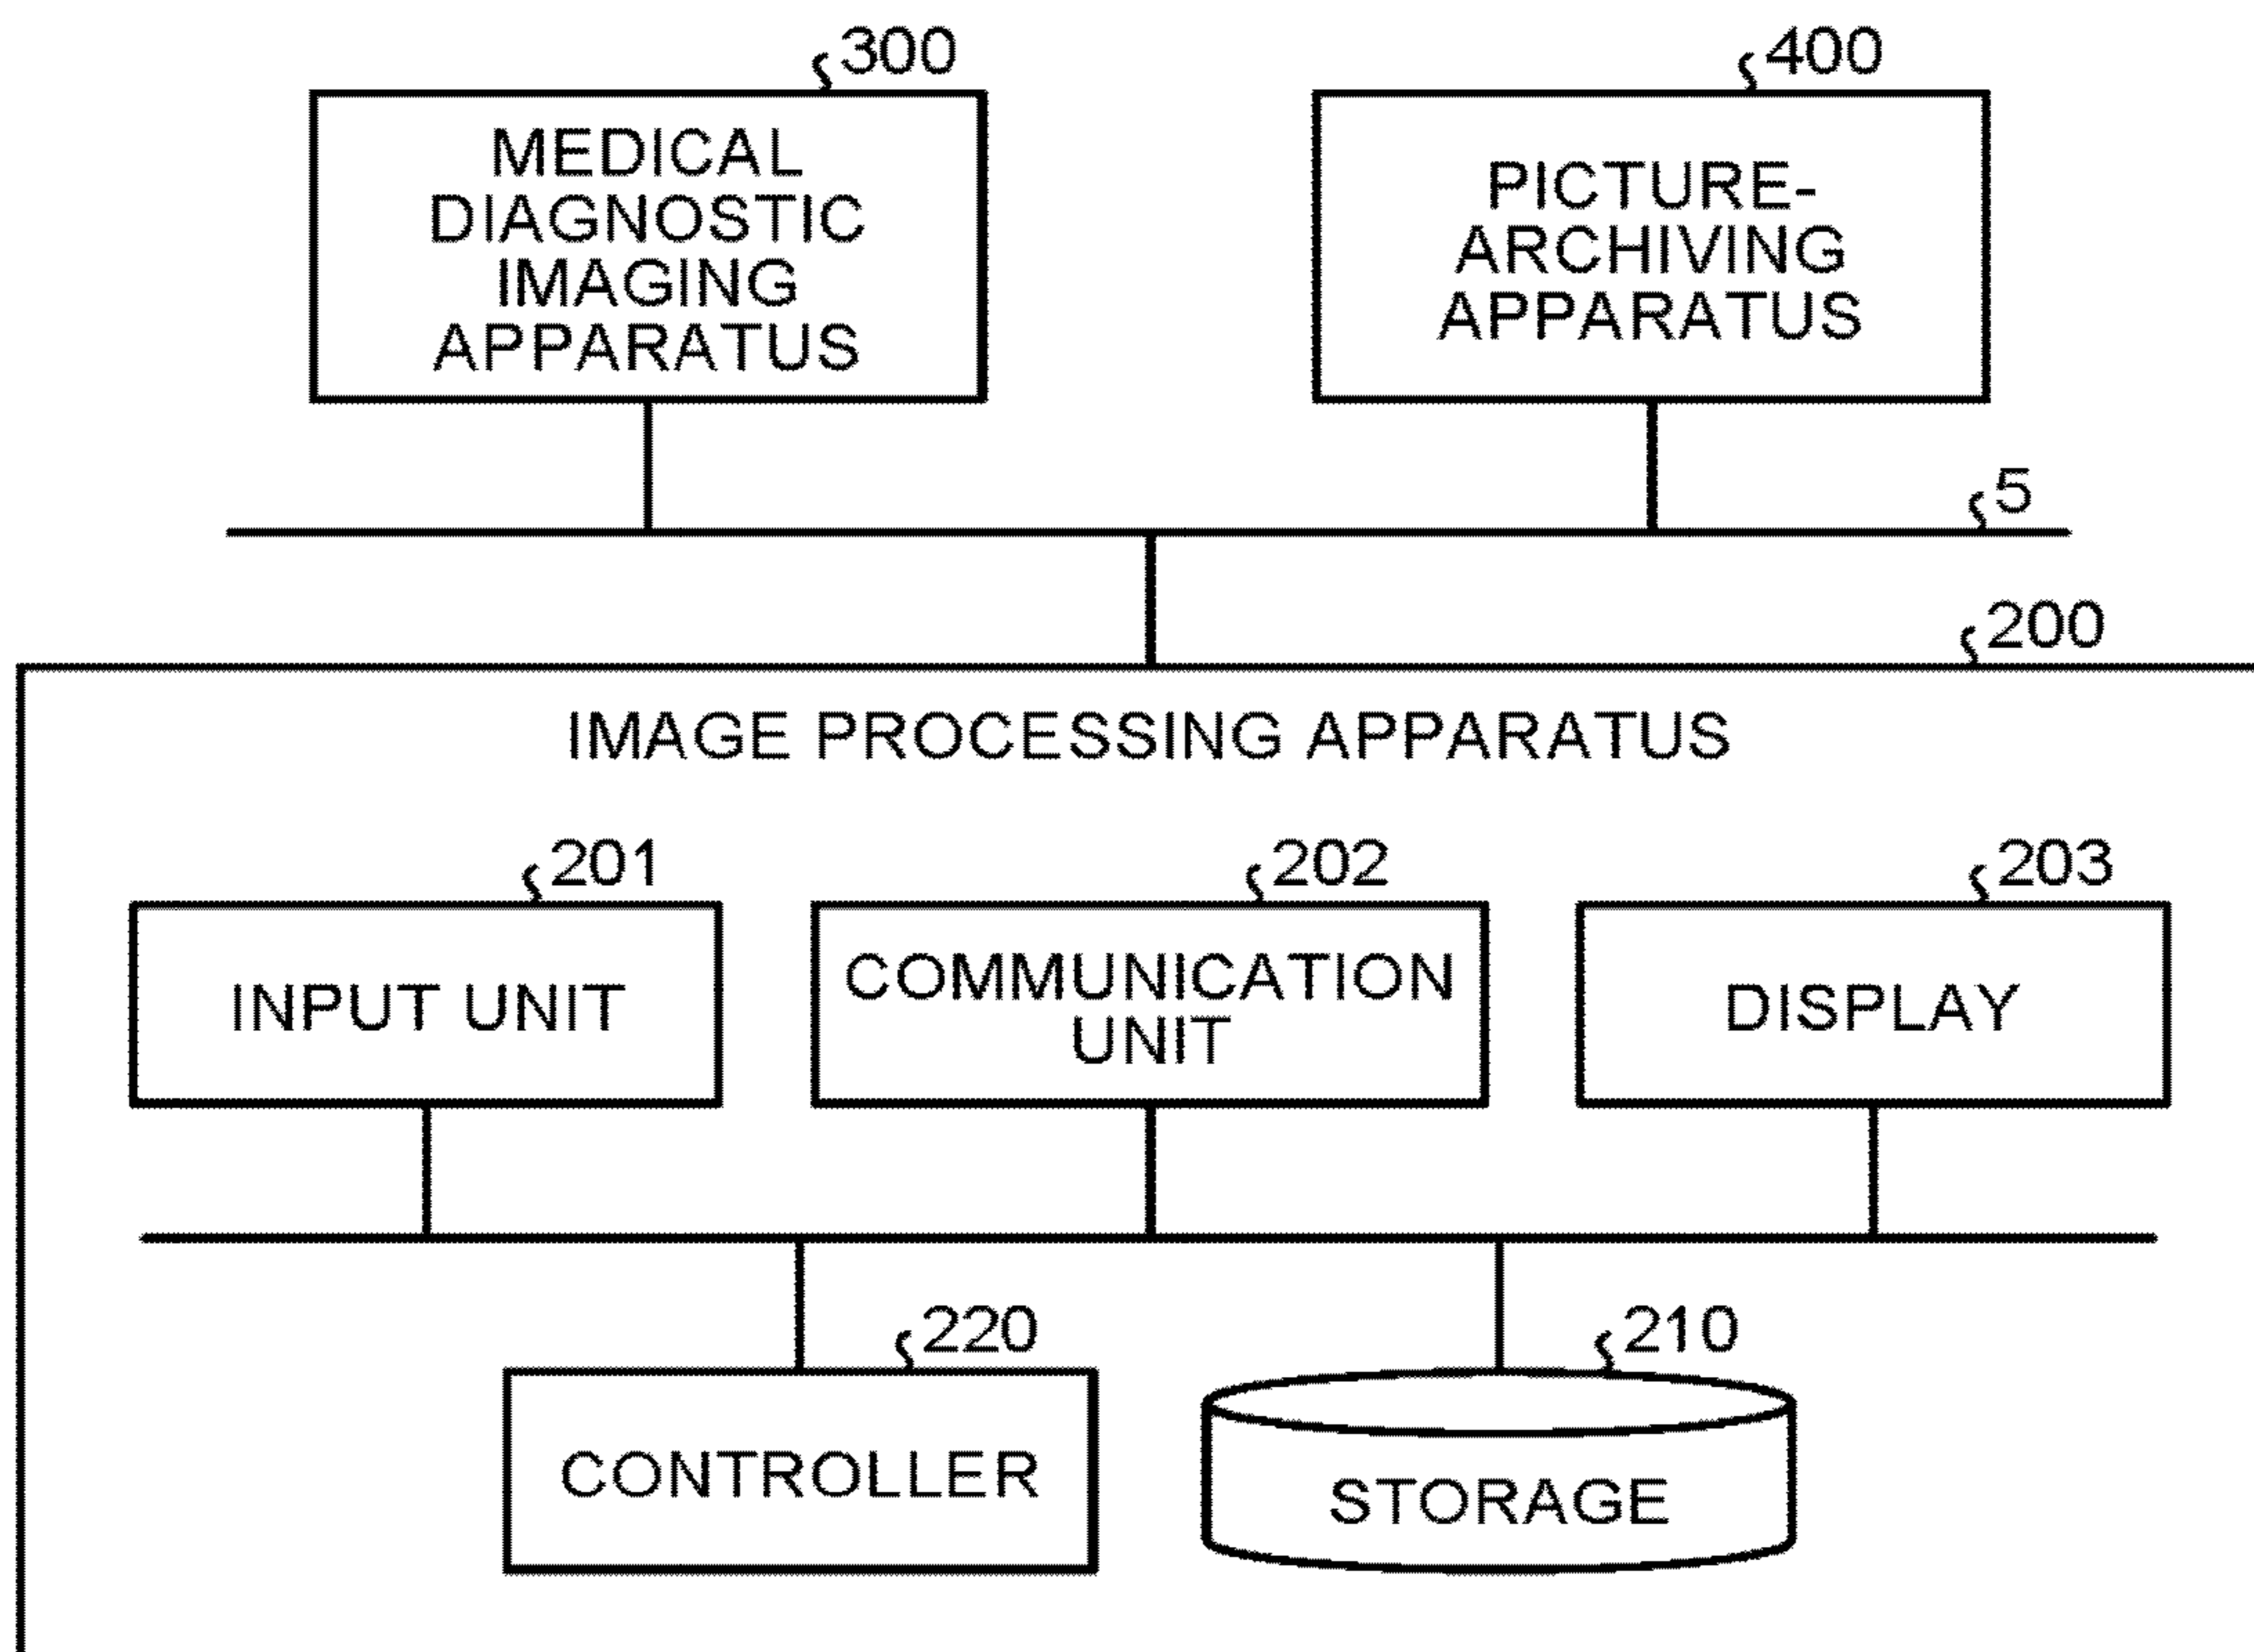 300
400
MEDICAL
DIAGNOSTIC
IMAGING
APPARATUS
PICTURE-
ARCHIVING
APPARATUS
5
200
IMAGE PROCESSING APPARATUS
201
202
203
INPUT UNIT
COMMUNICATION
UNIT
DISPLAY
220
210
CONTROLLER
STORAGE